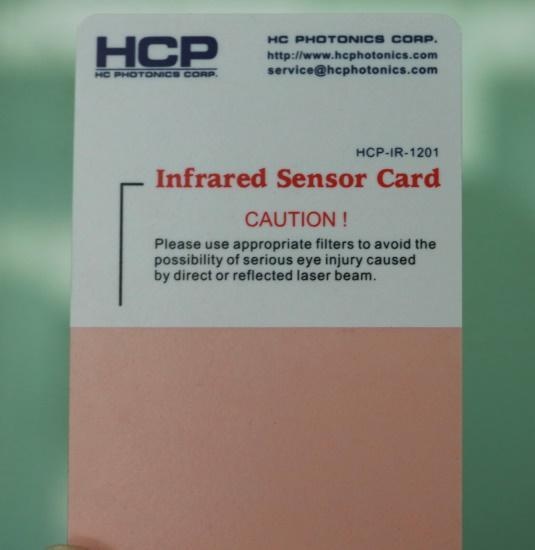 HCP
HC PHOTONICS CORP.
HC PHOTONICS CORP.
http://www.hcphotonics.com
service@hcphotonics.com
HCP-IR-1201
Infrared Sensor Card
CAUTION !
Please use appropriate filters to avoid the
possibility of serious eye injury caused
by direct or reflected laser beam.